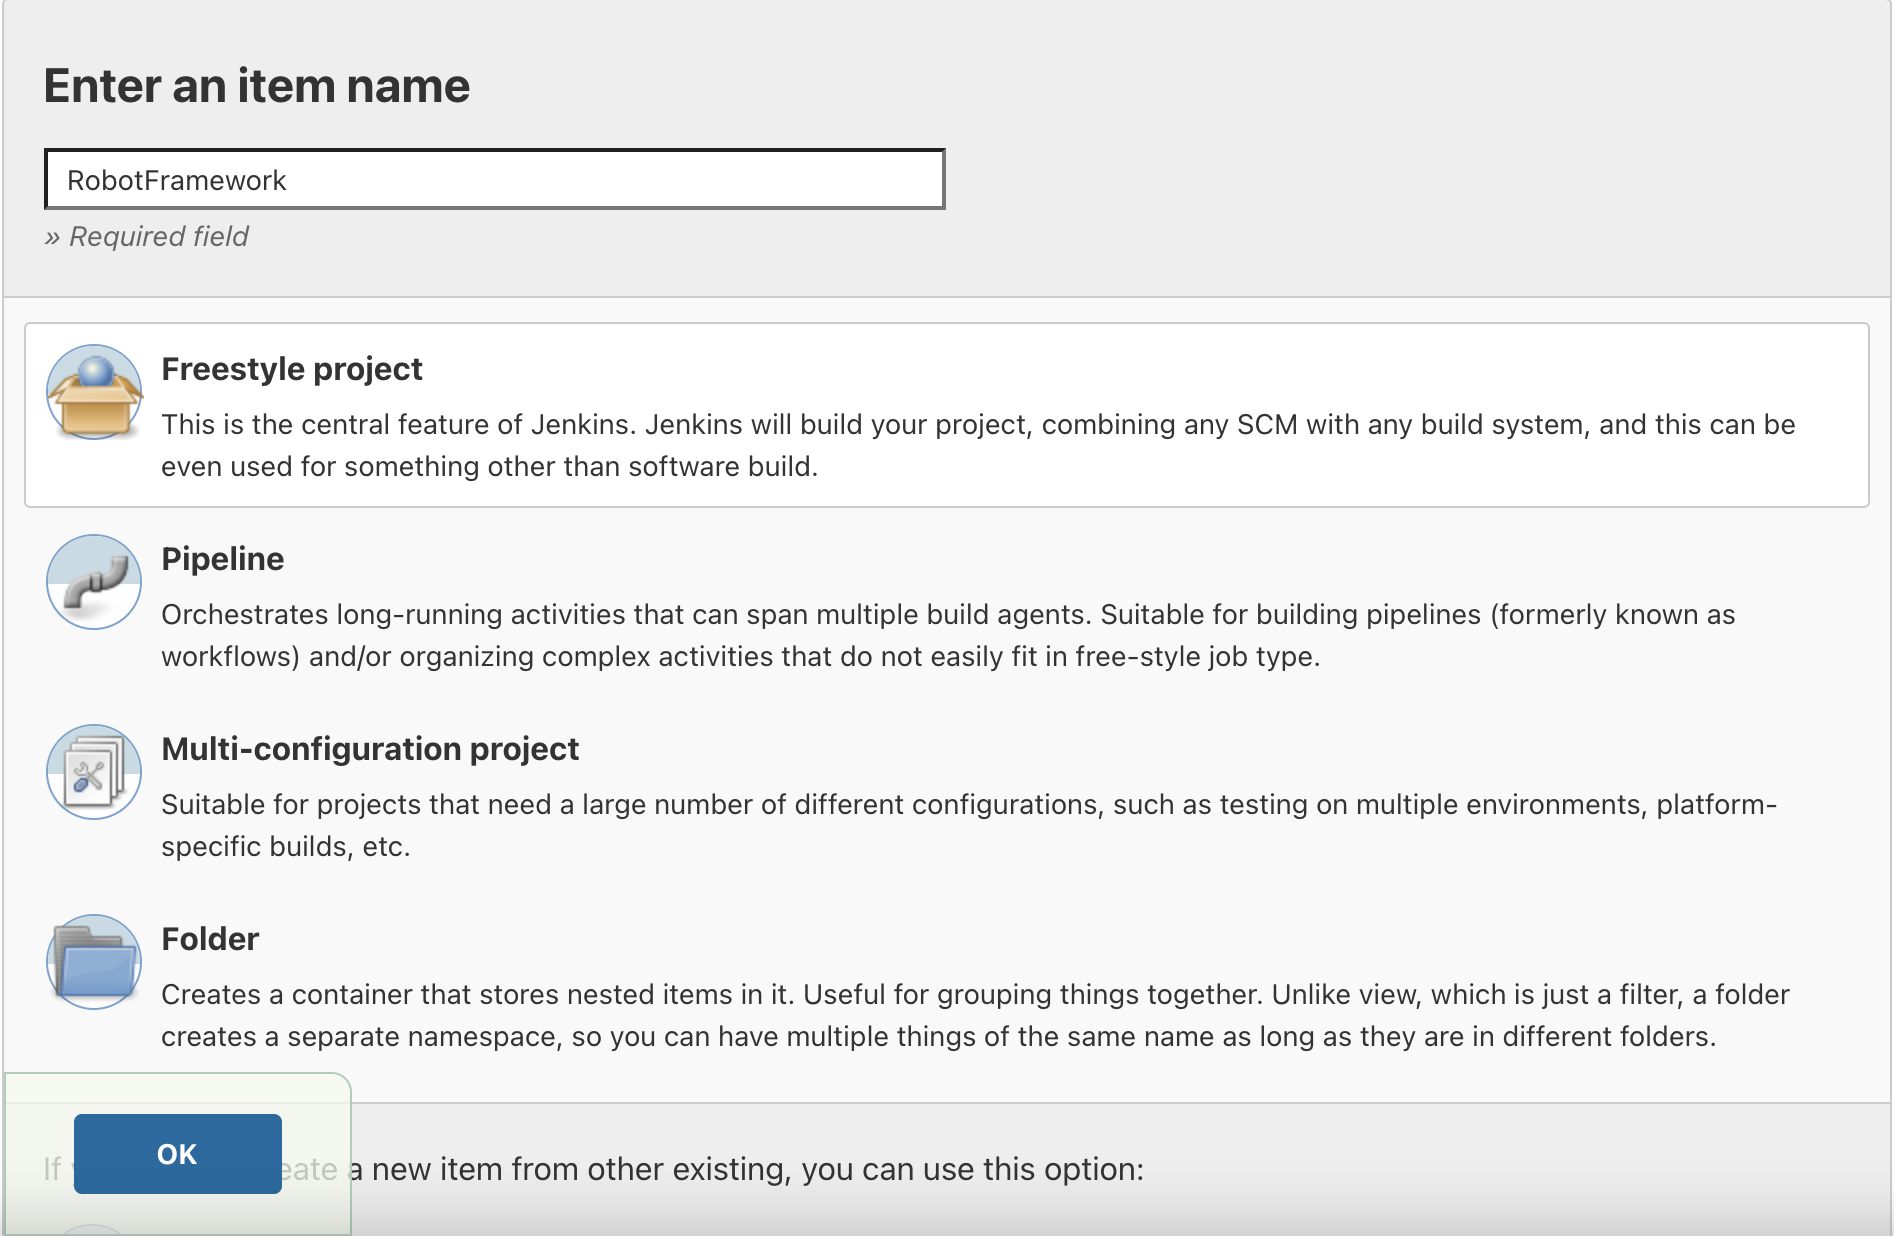 Enter an item name
RobotFramework
» Required field
Freestyle project
This is the central feature of Jenkins. Jenkins will build your project, combining any SCM with any build system, and this can be
even used for something other than software build.
Pipeline
Orchestrates long-running activities that can span multiple build agents. Suitable for building pipelines (formerly known as
workflows) and/or organizing complex activities that do not easily fit in free-style job type.
Multi-configuration project
Suitable for projects that need a large number of different configurations, such as testing on multiple environments, platform-
specific builds, etc.
Folder
Creates a container that stores nested items in it. Useful for grouping things together. Unlike view, which is just a filter, a folder
creates a separate namespace, so you can have multiple things of the same name as long as they are in different folders.
OK
If a new item from other existing, you can use this option: